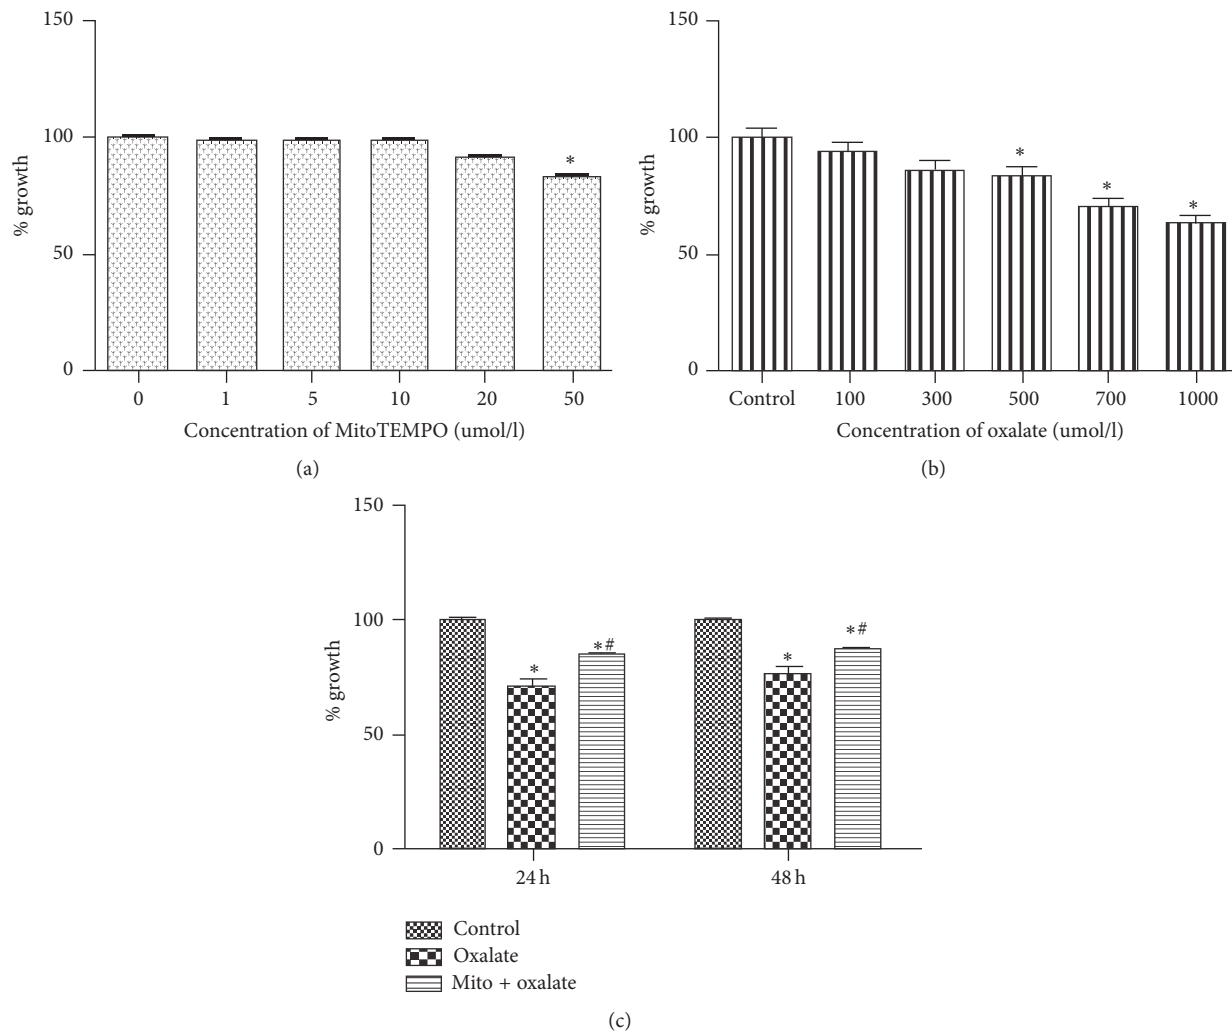 150
100
50
0
% growth
*
0 1 5 10 20 50
Concentration of MitoTEMPO (umol/l)
(a)
150
100
50
0
% growth
* * *
Control 100 300 500 700 1000
Concentration of oxalate (umol/l)
(b)
150
100
50
0
% growth
* *# * *#
24 h 48 h
Control
Oxalate
Mito + oxalate
(c)